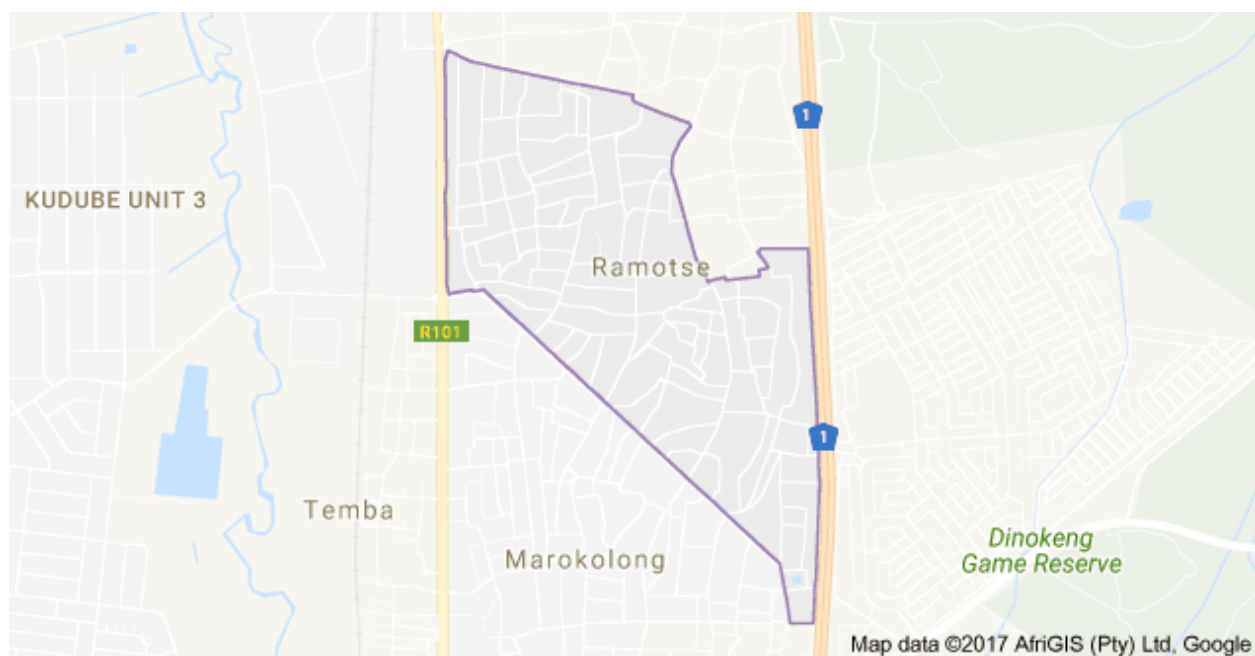 1
KUDUBE UNIT 3
Ramotse
R101
1
Temba
Dinokeng
Game Reserve
Marokolong
Map data ©2017 AfriGIS (Pty) Ltd, Google